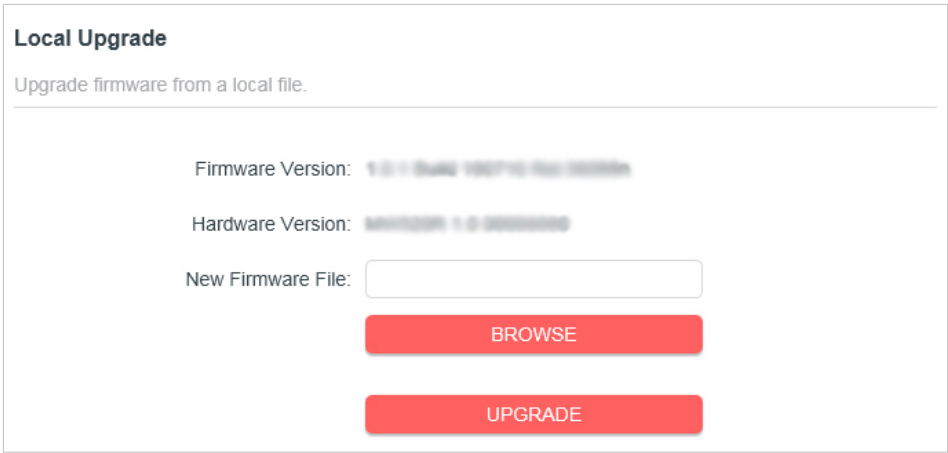 Local Upgrade
Upgrade firmware from a local file.
Firmware Version:
Hardware Version:
New Firmware File:
BROWSE
UPGRADE